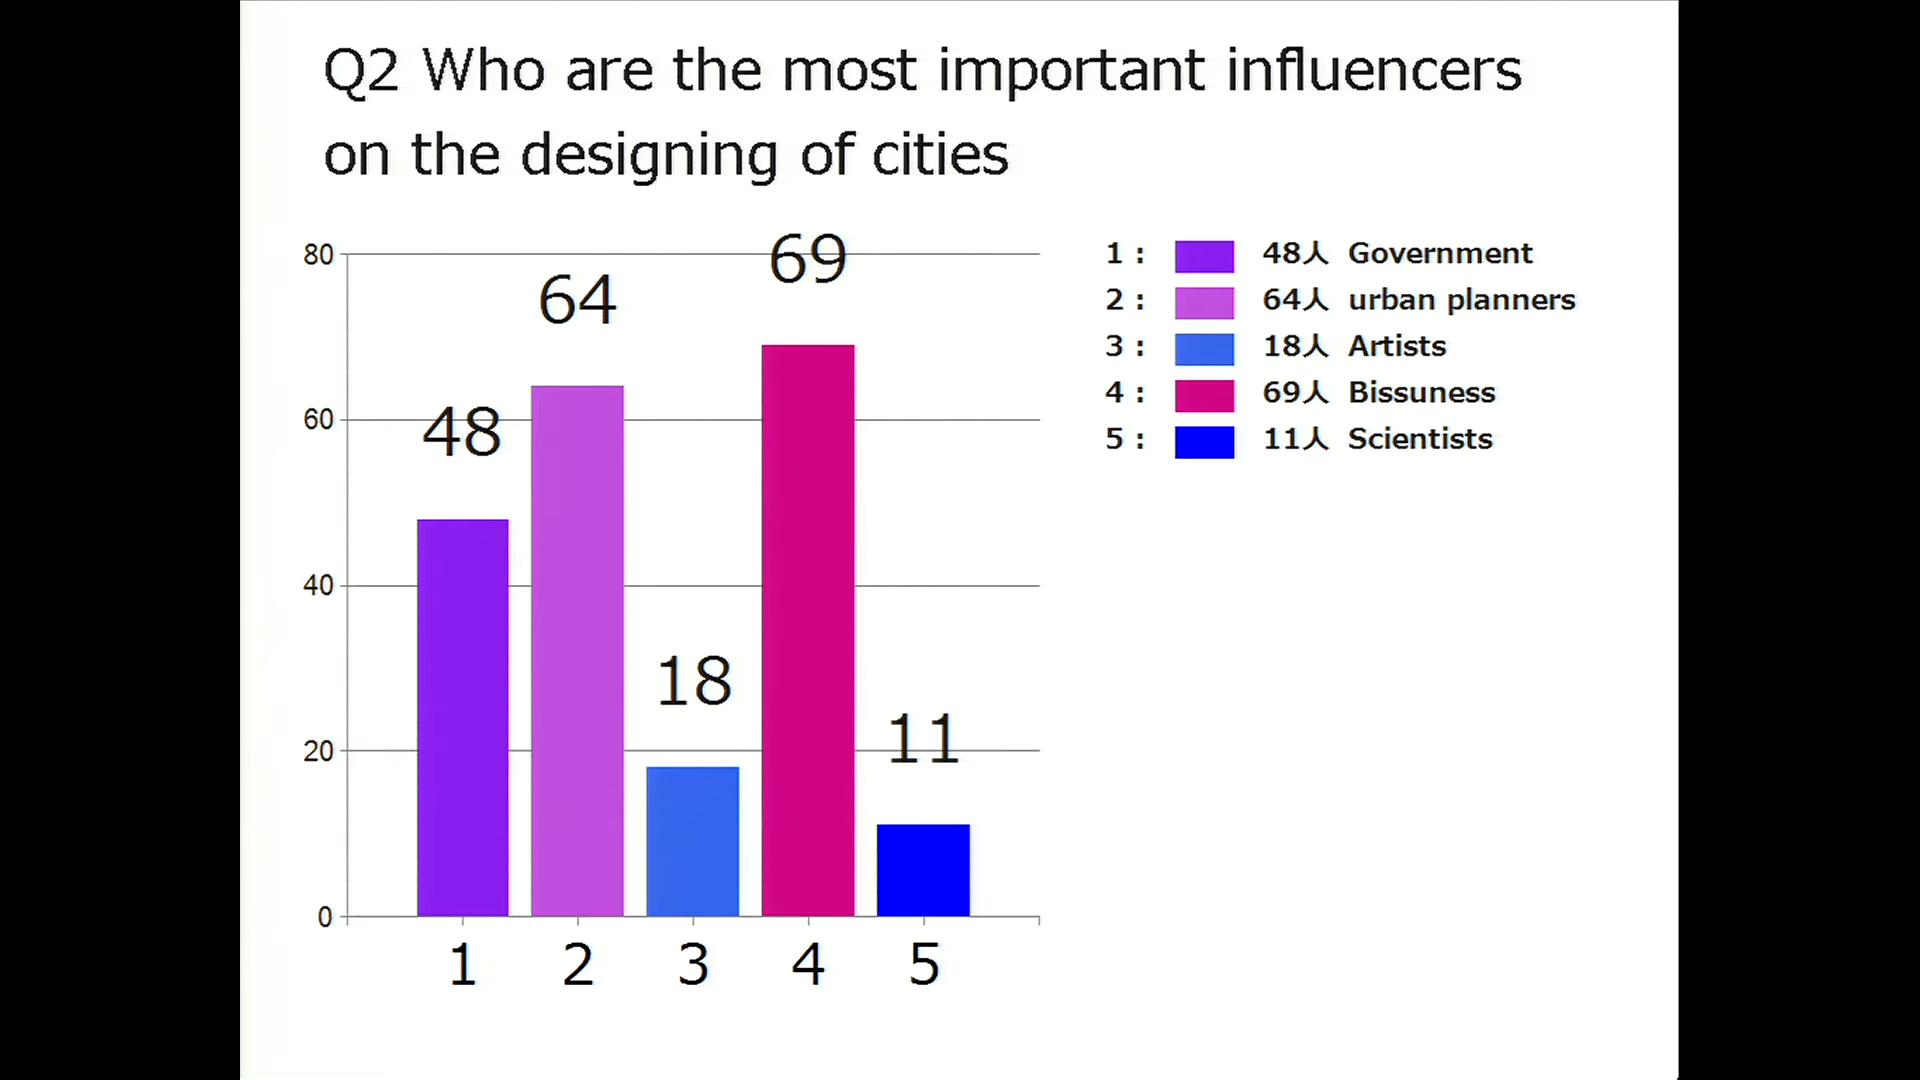 Q2 Who are the most important influencers
on the designing of cities
80
60
40
20
0
48
64
18
69
11
1
2
3
4
5
1 : 48人 Government
2 : 64人 urban planners
3 : 18人 Artists
4 : 69人 Bissuness
5 : 11人 Scientists